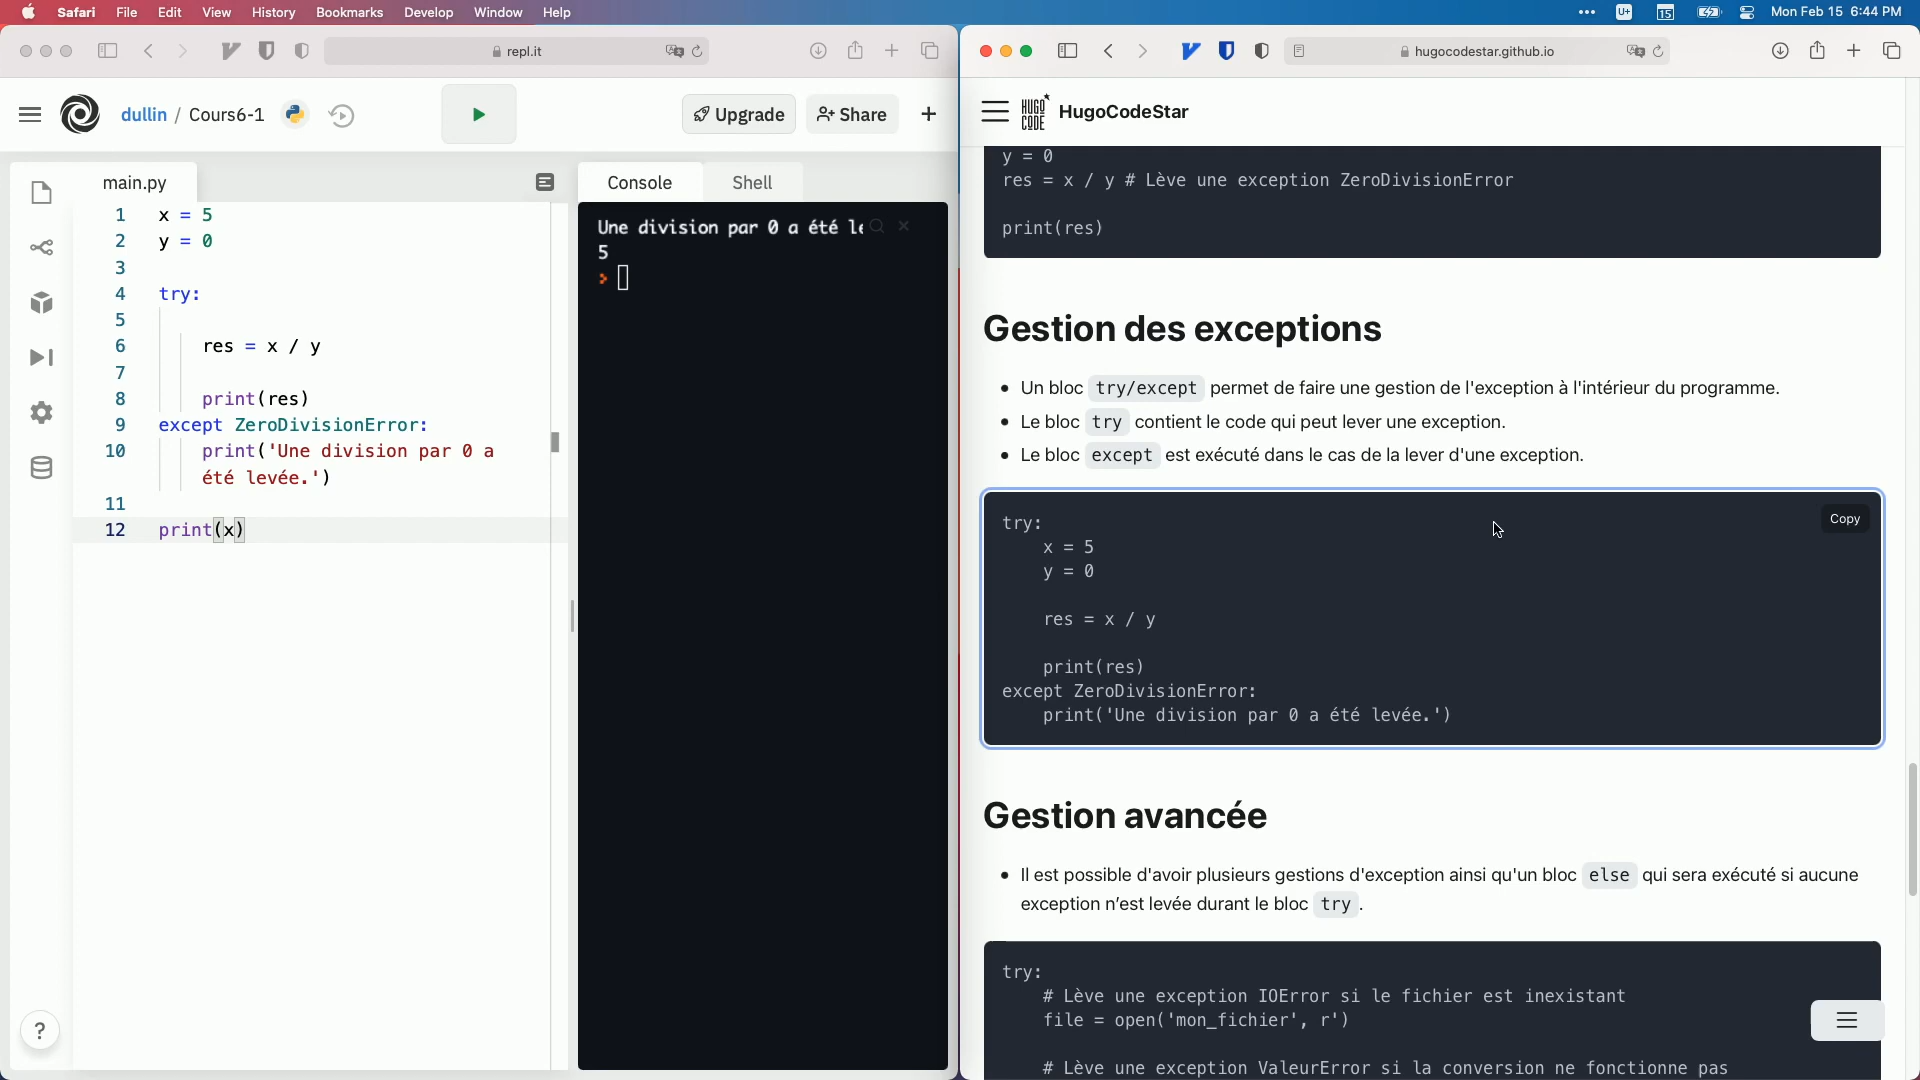 Safari File Edit View History Bookmarks Develop Window Help
U+ 15 Mon Feb 15 6:44 PM
repl.it
dullin / Cours6-1
Upgrade
Share
main.py
1 x = 5
2 y = 0
3
4 try:
5
6 res = x / y
7
8 print(res)
9 except ZeroDivisionError:
10 print('Une division par 0 a
été levée.')
11
12 print(x)
?
Console Shell
Une division par 0 a été
5
hugocodestar.github.io
HUGO CODE HugoCodeStar
y = 0
res = x / y # Lève une exception ZeroDivisionError
print(res)
Gestion des exceptions
• Un bloc try/except permet de faire une gestion de l'exception à l'intérieur du programme.
• Le bloc try contient le code qui peut lever une exception.
• Le bloc except est exécuté dans le cas de la lever d'une exception.
Copy
try:
x = 5
y = 0
res = x / y
print(res)
except ZeroDivisionError:
print('Une division par 0 a été levée.')
Gestion avancée
• Il est possible d'avoir plusieurs gestions d'exception ainsi qu'un bloc else qui sera exécuté si aucune
exception n'est levée durant le bloc try .
try:
# Lève une exception IOError si le fichier est inexistant
file = open('mon_fichier', r')
# Lève une exception ValeurError si la conversion ne fonctionne pas